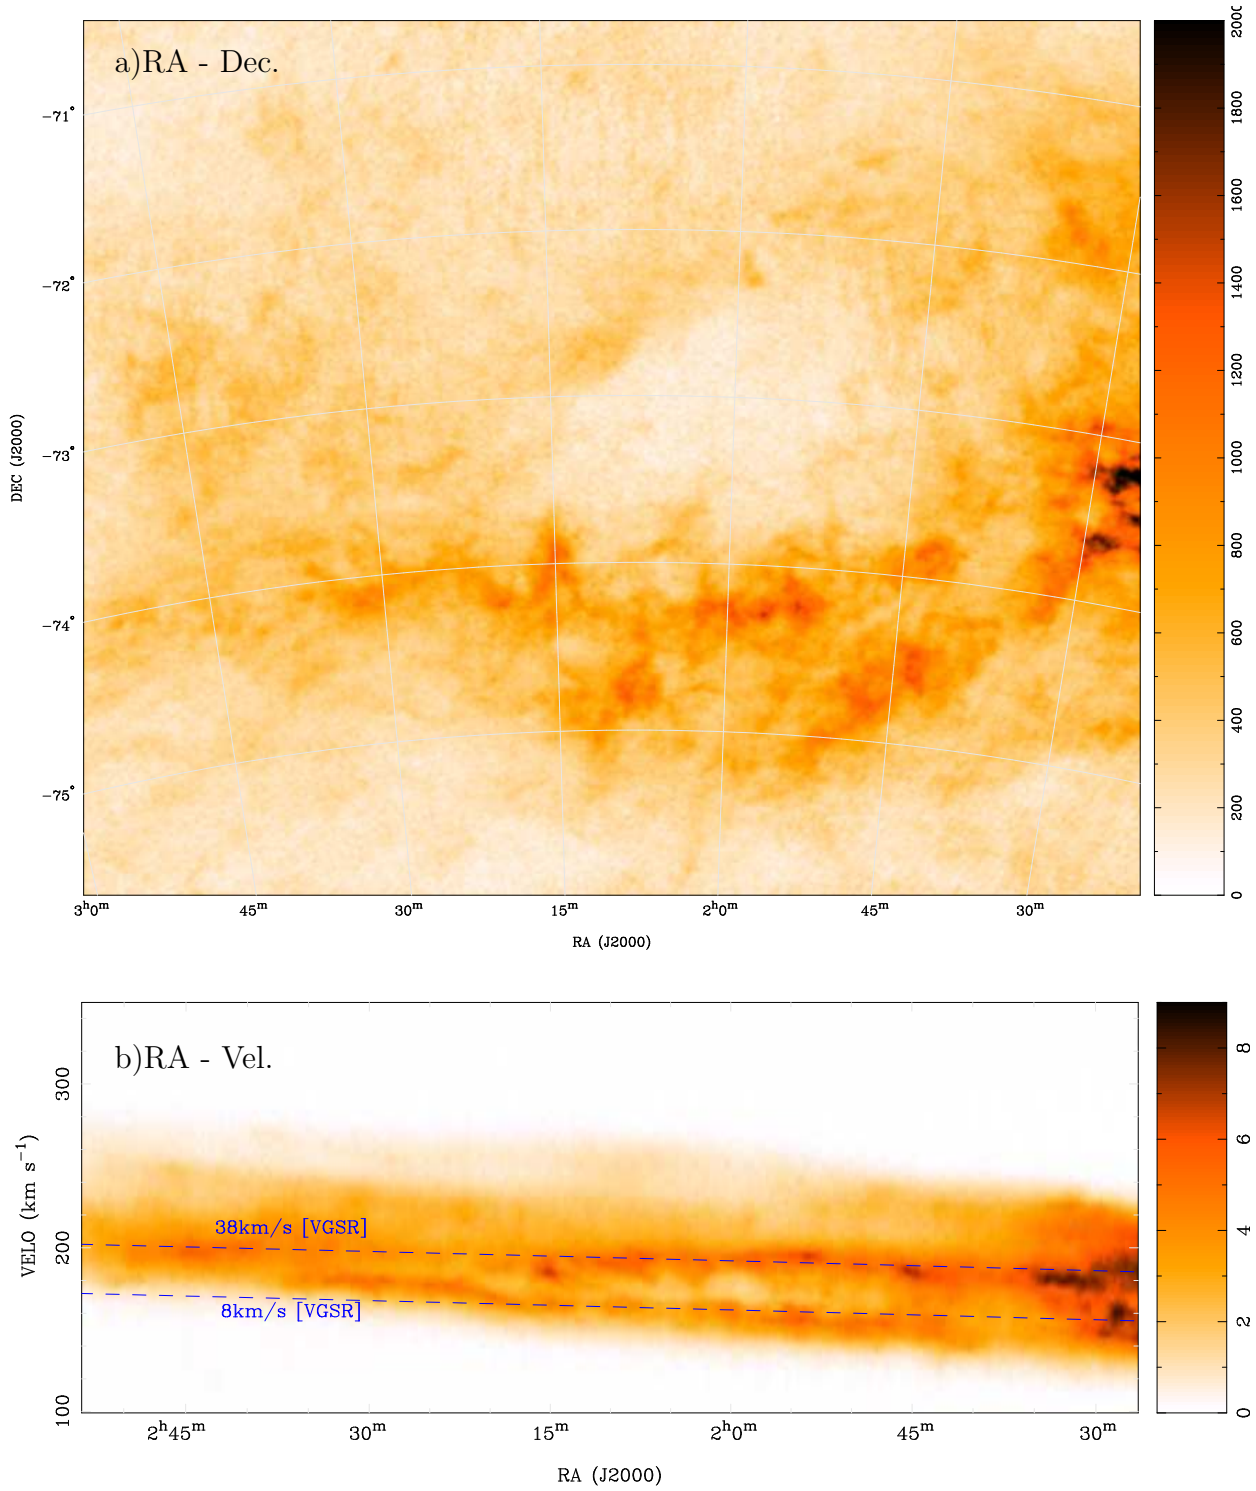 a)RA - Dec.
−71°
−72°
−73°
−74°
−75°
DEC (J2000)
3ʰ0ᵐ 45ᵐ 30ᵐ 15ᵐ 2ʰ0ᵐ 45ᵐ 30ᵐ
RA (J2000)
0 200 400 600 800 1000 1200 1400 1600 1800 2000
b)RA - Vel.
300
200
100
VELO (km s⁻¹)
38km/s [VGSR]
8km/s [VGSR]
2ʰ45ᵐ 30ᵐ 15ᵐ 2ʰ0ᵐ 45ᵐ 30ᵐ
RA (J2000)
0 2 4 6 8